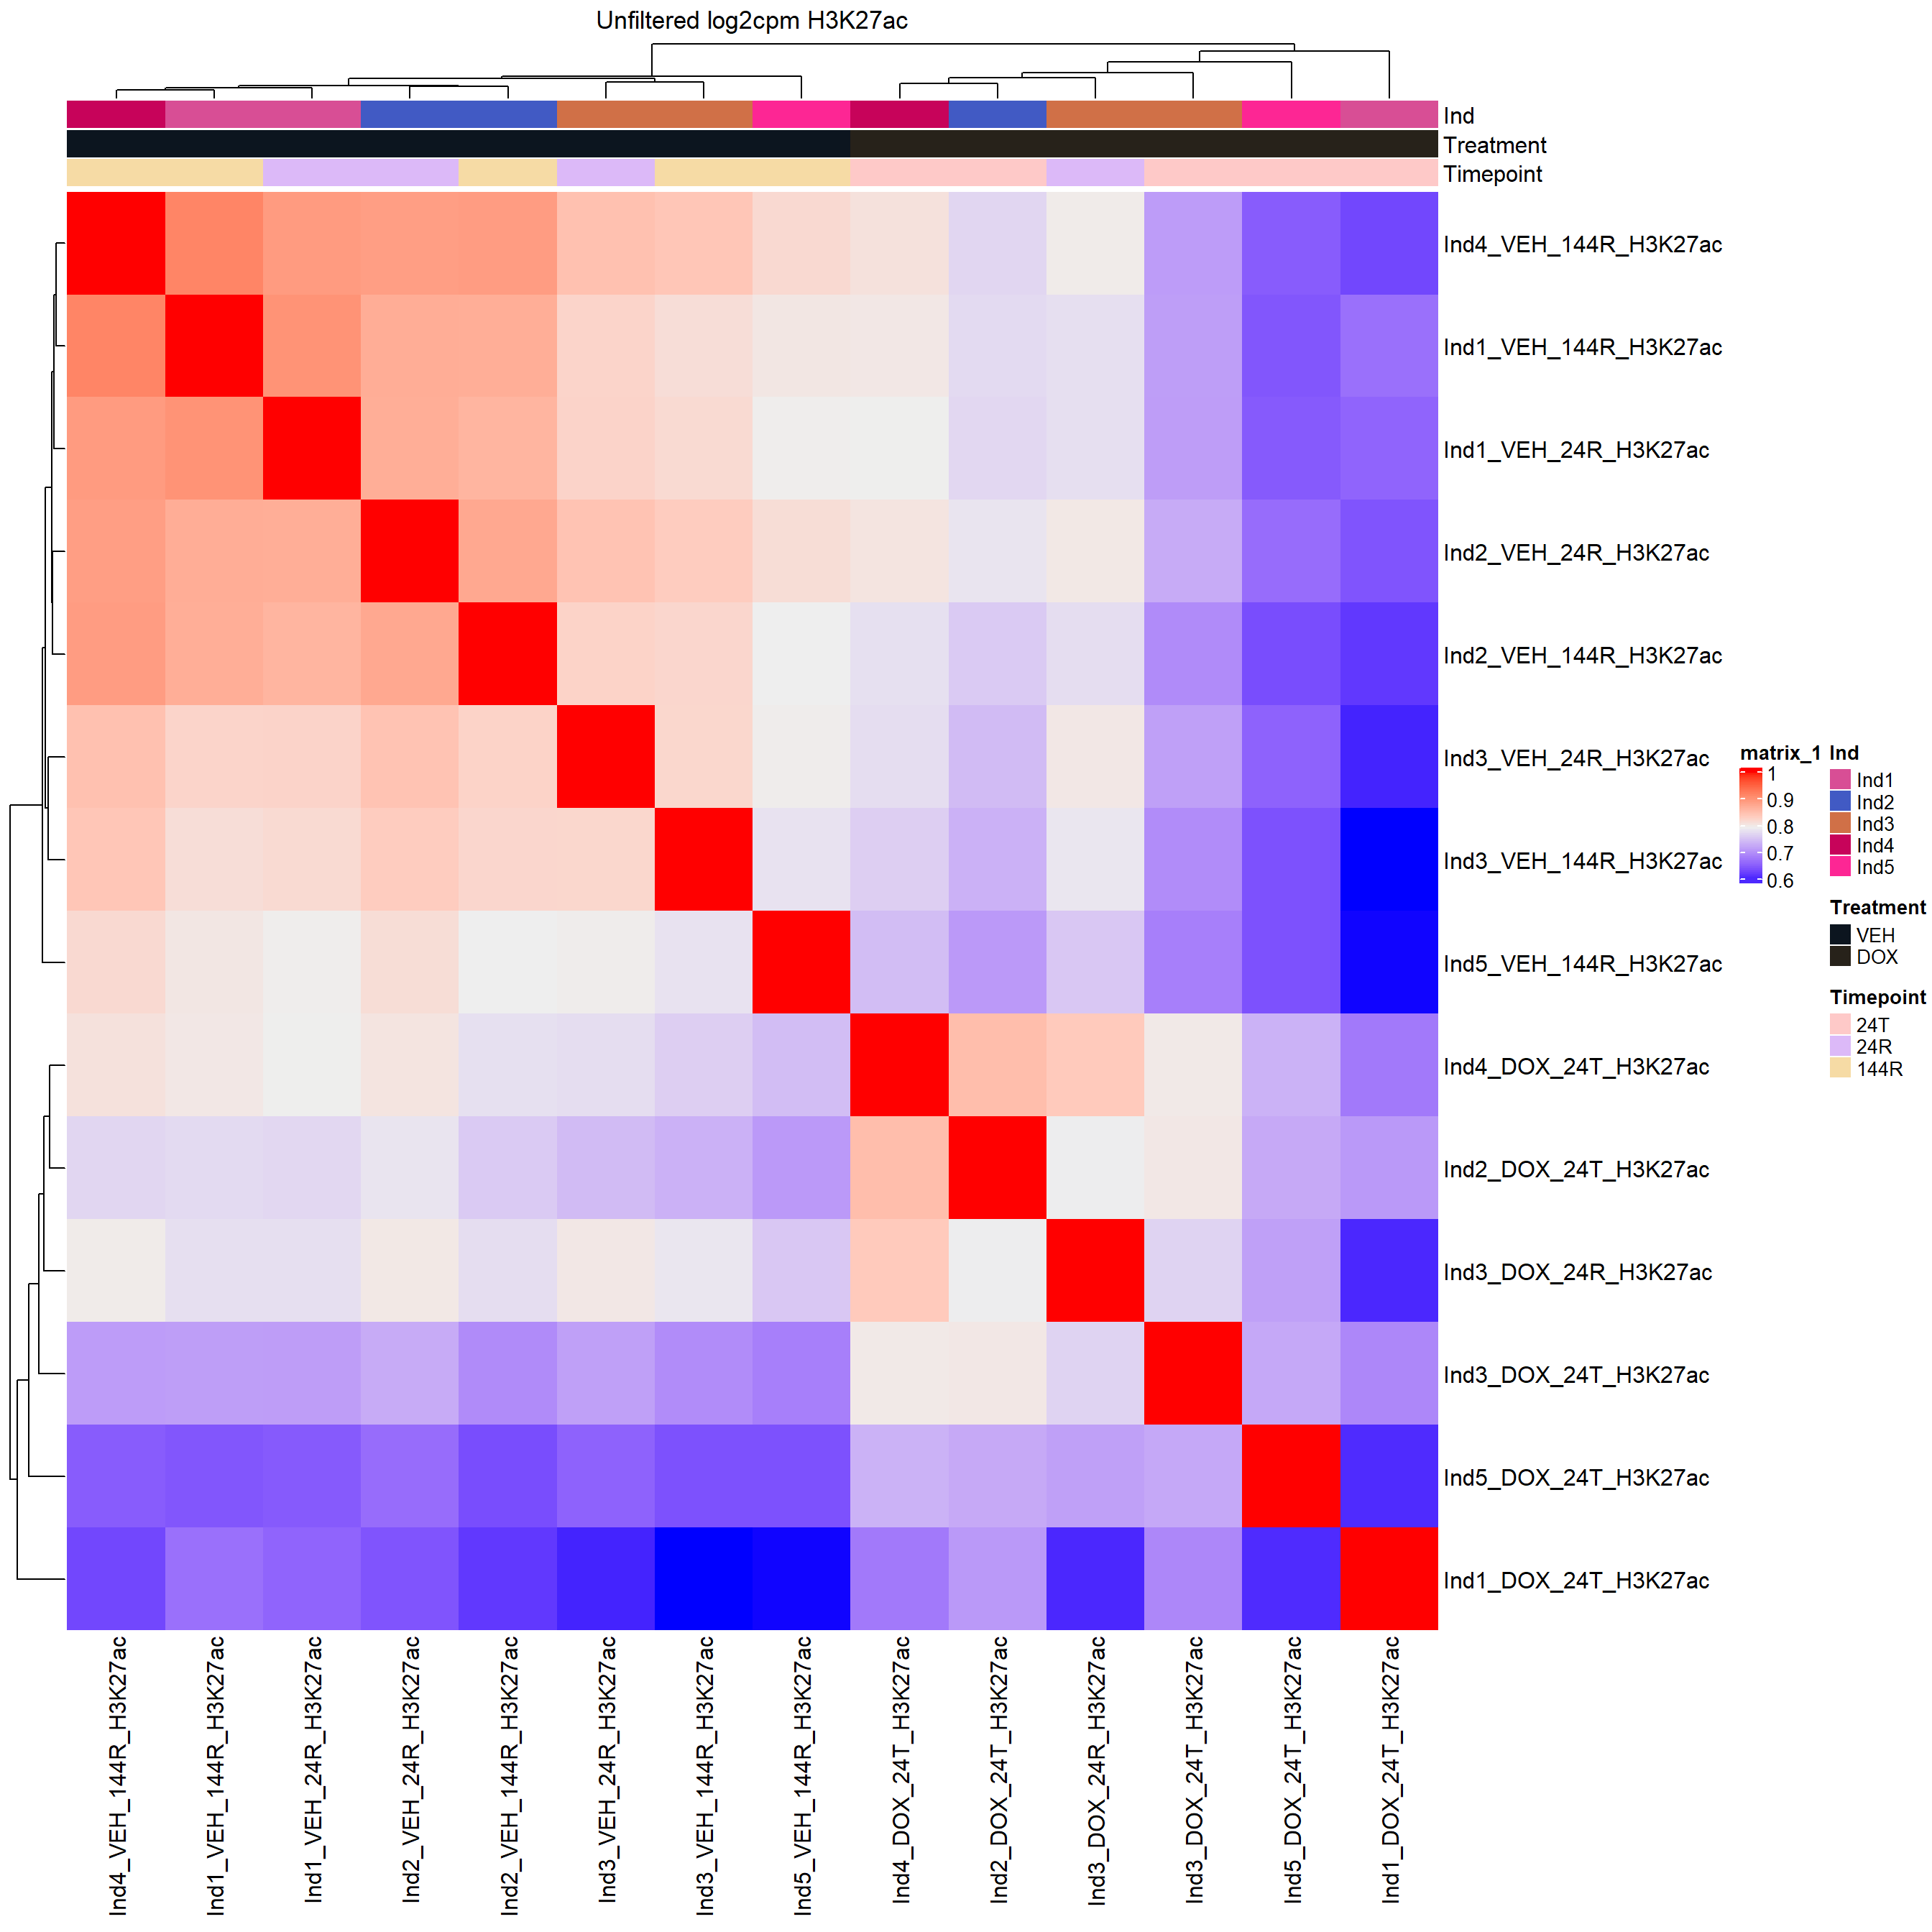 Unfiltered log2cpm H3K27ac
Ind
Treatment
Timepoint
Ind4_VEH_144R_H3K27ac
Ind1_VEH_144R_H3K27ac
Ind1_VEH_24R_H3K27ac
Ind2_VEH_24R_H3K27ac
Ind2_VEH_144R_H3K27ac
Ind3_VEH_24R_H3K27ac
Ind3_VEH_144R_H3K27ac
Ind5_VEH_144R_H3K27ac
Ind4_DOX_24T_H3K27ac
Ind2_DOX_24T_H3K27ac
Ind3_DOX_24R_H3K27ac
Ind3_DOX_24T_H3K27ac
Ind5_DOX_24T_H3K27ac
Ind1_DOX_24T_H3K27ac
Ind4_VEH_144R_H3K27ac
Ind1_VEH_144R_H3K27ac
Ind1_VEH_24R_H3K27ac
Ind2_VEH_24R_H3K27ac
Ind2_VEH_144R_H3K27ac
Ind3_VEH_24R_H3K27ac
Ind3_VEH_144R_H3K27ac
Ind5_VEH_144R_H3K27ac
Ind4_DOX_24T_H3K27ac
Ind2_DOX_24T_H3K27ac
Ind3_DOX_24R_H3K27ac
Ind3_DOX_24T_H3K27ac
Ind5_DOX_24T_H3K27ac
Ind1_DOX_24T_H3K27ac
matrix_1
1
0.9
0.8
0.7
0.6
Ind
Ind1
Ind2
Ind3
Ind4
Ind5
Treatment
VEH
DOX
Timepoint
24T
24R
144R